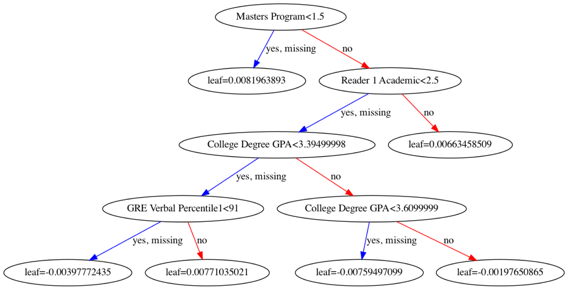 Masters Program<1.5
yes, missing
no
leaf=0.0081963893
Reader 1 Academic<2.5
yes, missing
no
College Degree GPA<3.39499998
leaf=0.00663458509
yes, missing
no
GRE Verbal Percentile1<91
College Degree GPA<3.6099999
yes, missing
no
yes, missing
no
leaf=-0.00397772435
leaf=0.00771035021
leaf=-0.00759497099
leaf=-0.00197650865